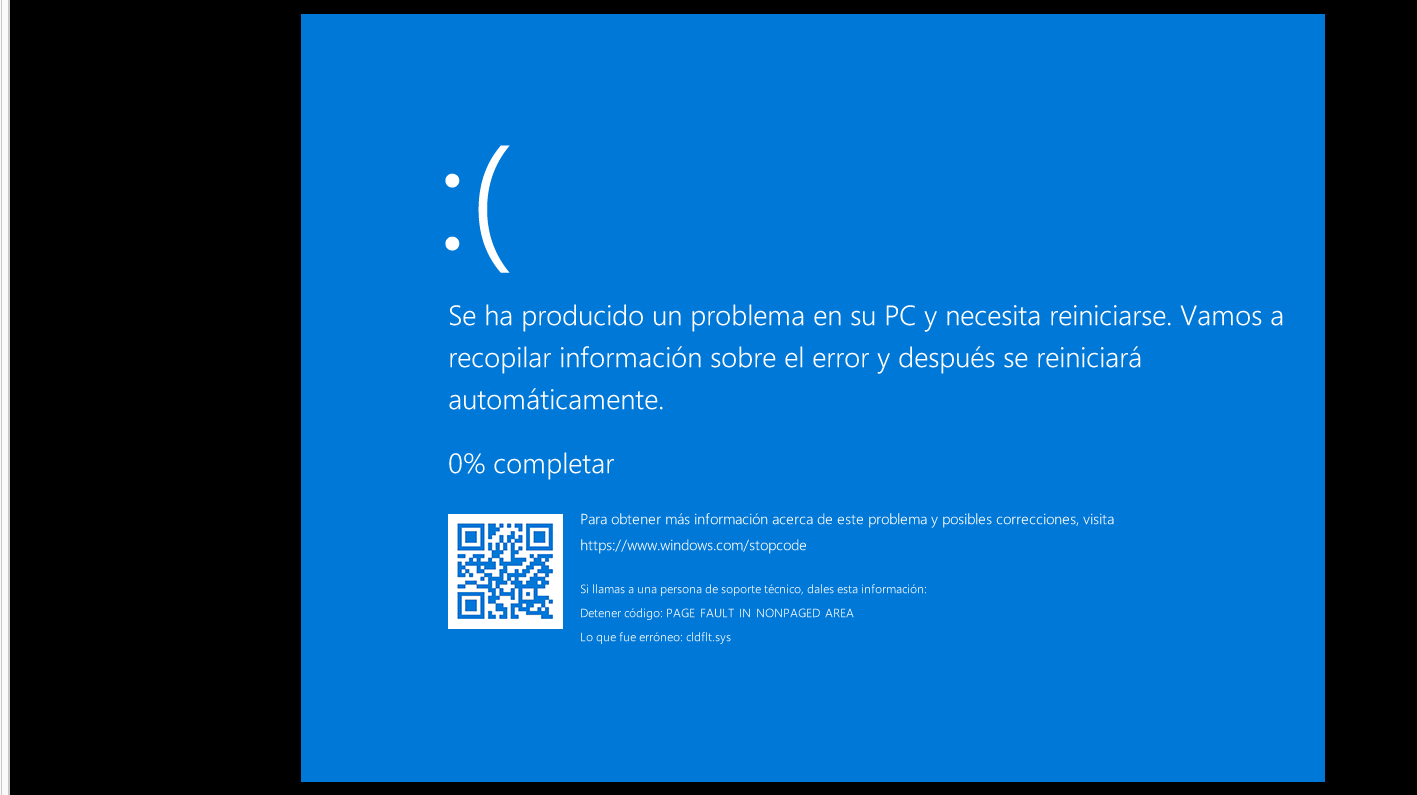 :(
Se ha producido un problema en su PC y necesita reiniciarse. Vamos a
recopilar información sobre el error y después se reiniciará
automáticamente.
0% completar
Para obtener más información acerca de este problema y posibles correcciones, visita
https://www.windows.com/stopcode
Si llamas a una persona de soporte técnico, dales esta información:
Detener código: PAGE FAULT IN NONPAGED AREA
Lo que fue erróneo: cldflt.sys